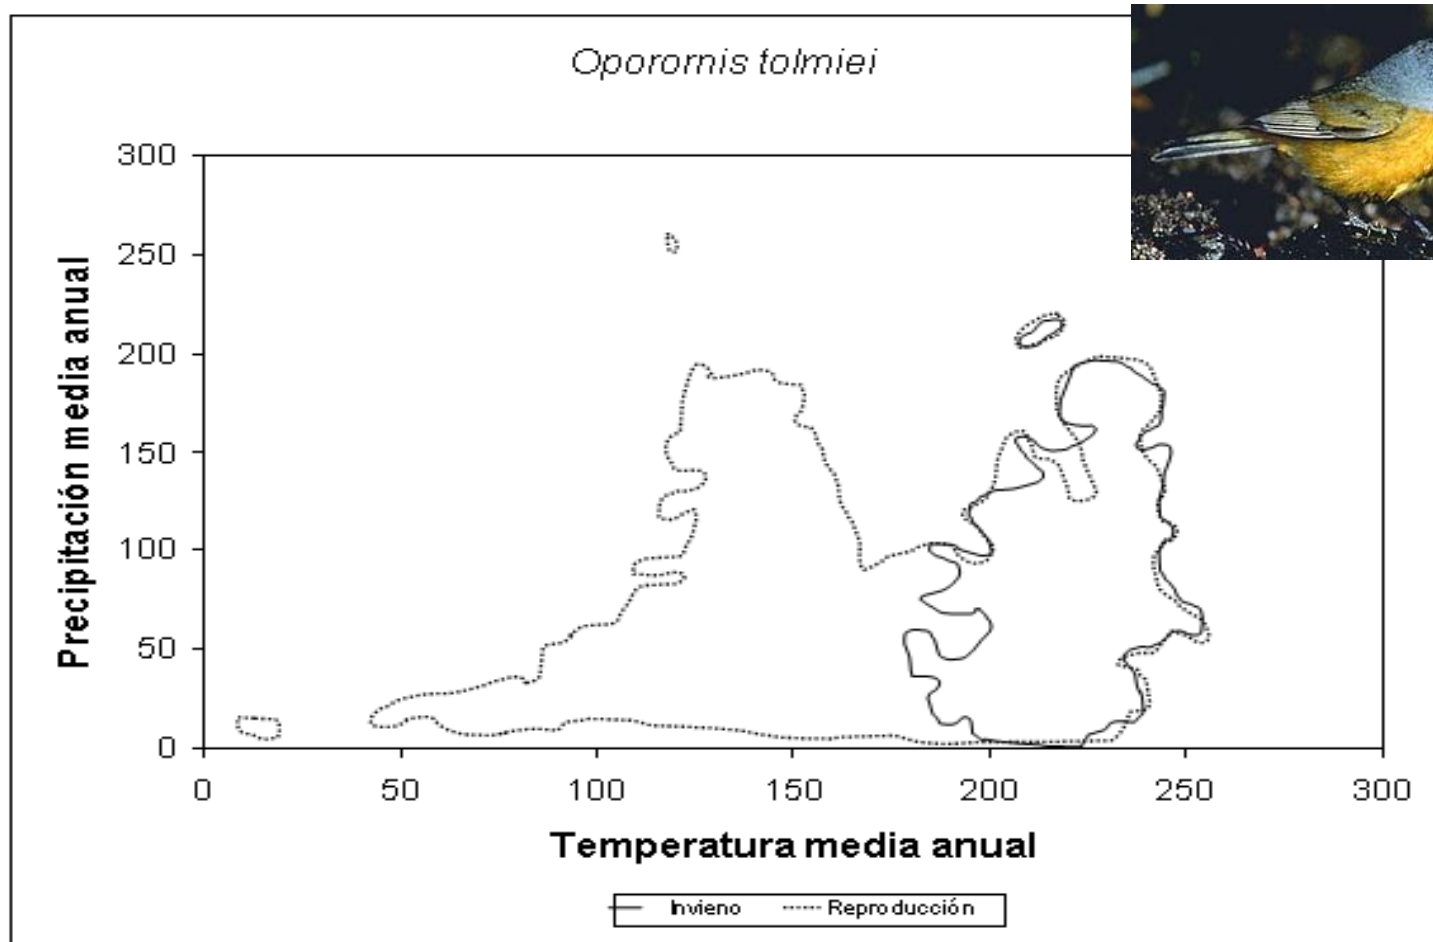 Oporornis tolmiei
300
250
200
150
100
50
0
Precipitación media anual
0 50 100 150 200 250 300
Temperatura media anual
Invieno Reproducción